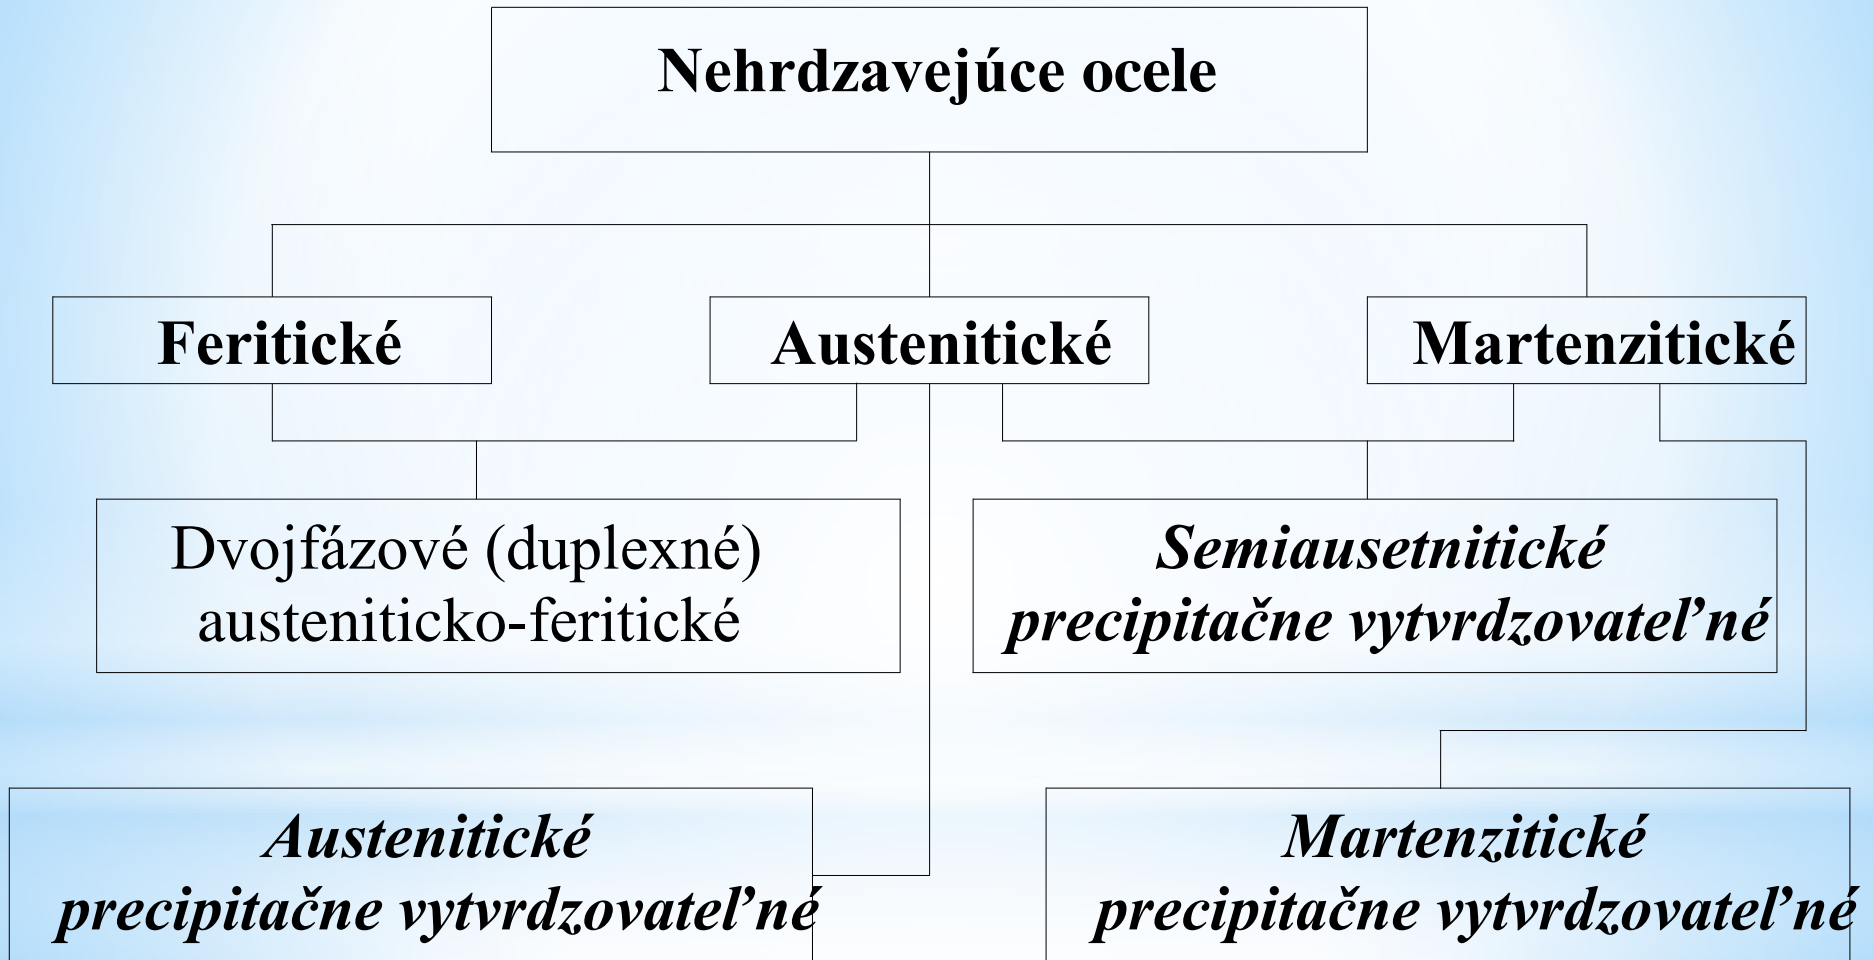 Nehrdzavejúce ocele
Feritické
Austenitické
Martenzitické
Dvojfázové (duplexné)
austeniticko-feritické
Semiausetnitické
precipitačne vytvrdzovateľné
Austenitické
precipitačne vytvrdzovateľné
Martenzitické
precipitačne vytvrdzovateľné